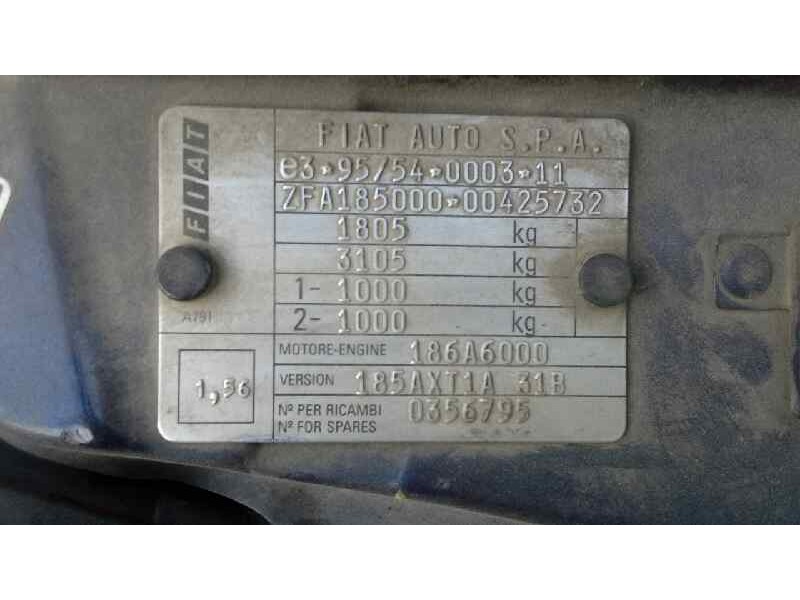 FIAT
FIAT AUTO S.P.A.
e3*95/54*0003*11
ZFA185000*00425732
1805 kg
3105 kg
1- 1000 kg
2- 1000 kg
A791
MOTORE-ENGINE 186A6000
VERSION 185AXT1A 31B
Nº PER RICAMBI 0356795
Nº FOR SPARES
1,56